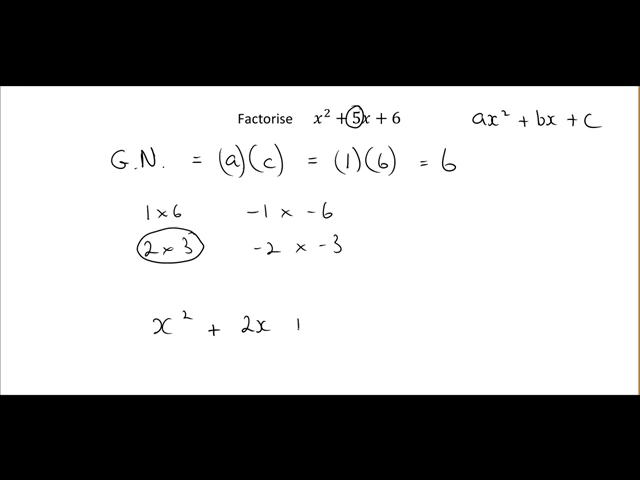 Factorise x² + 5x + 6 ax² + bx + c
G.N. = (a)(c) = (1)(6) = 6
1 x 6 -1 x -6
2 x 3 -2 x -3
x² + 2x